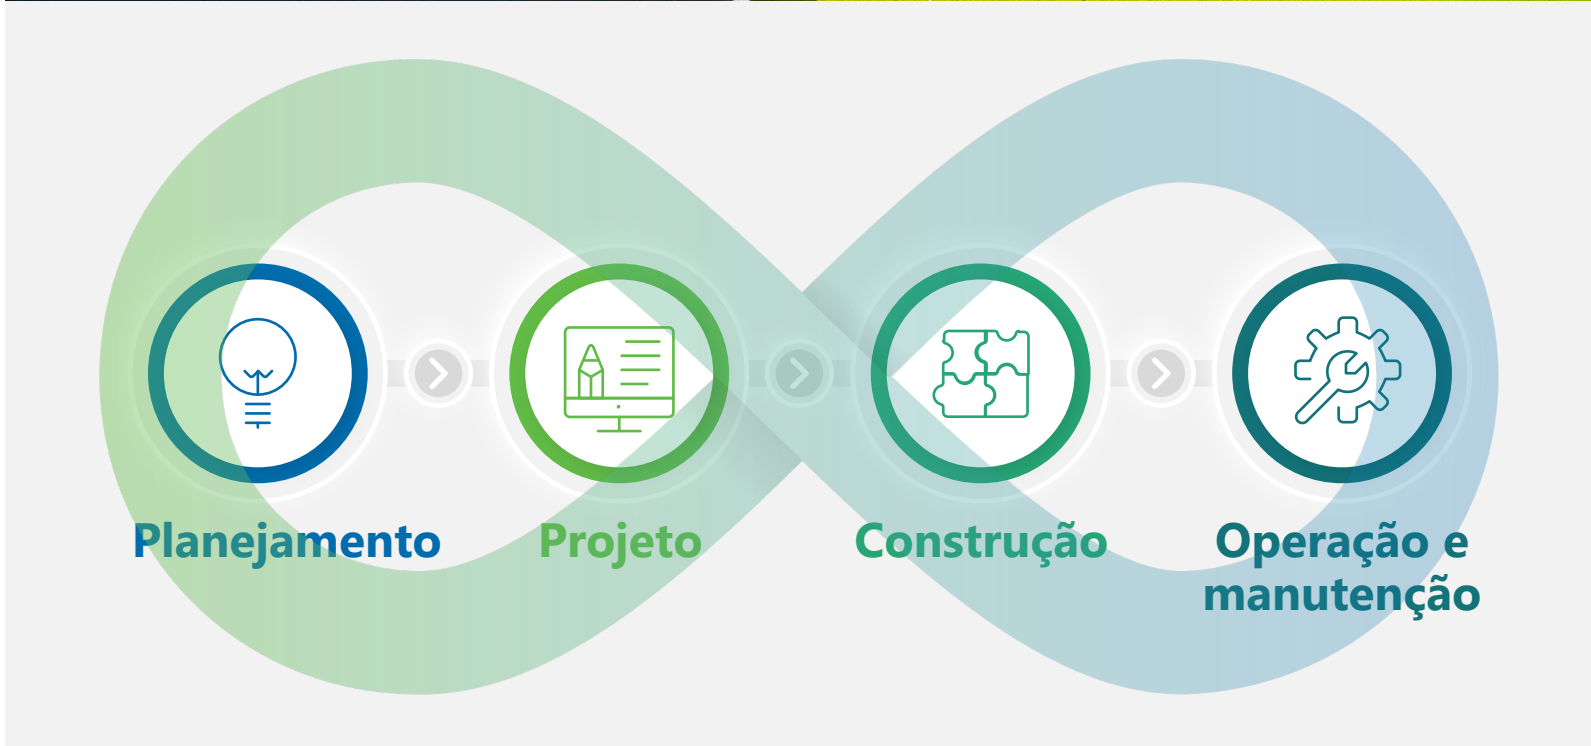 Planejamento
Projeto
Construção
Operação e
manutenção